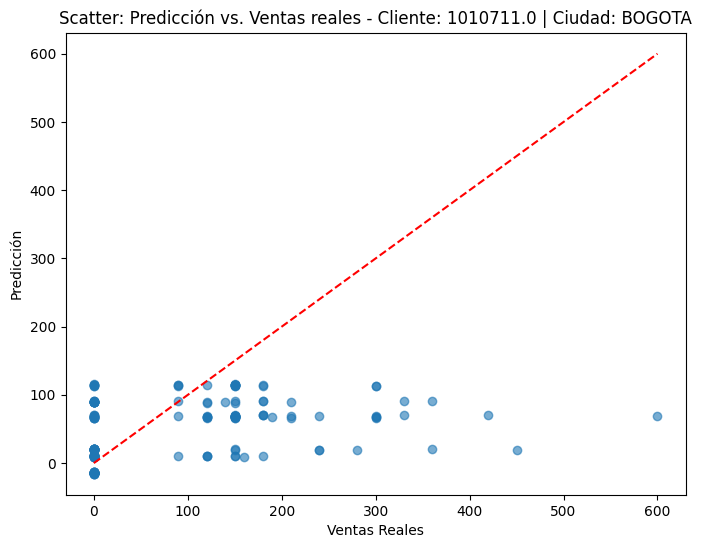 Scatter: Predicción vs. Ventas reales - Cliente: 1010711.0 | Ciudad: BOGOTA
600
500
400
300
200
100
0
Predicción
0 100 200 300 400 500 600
Ventas Reales